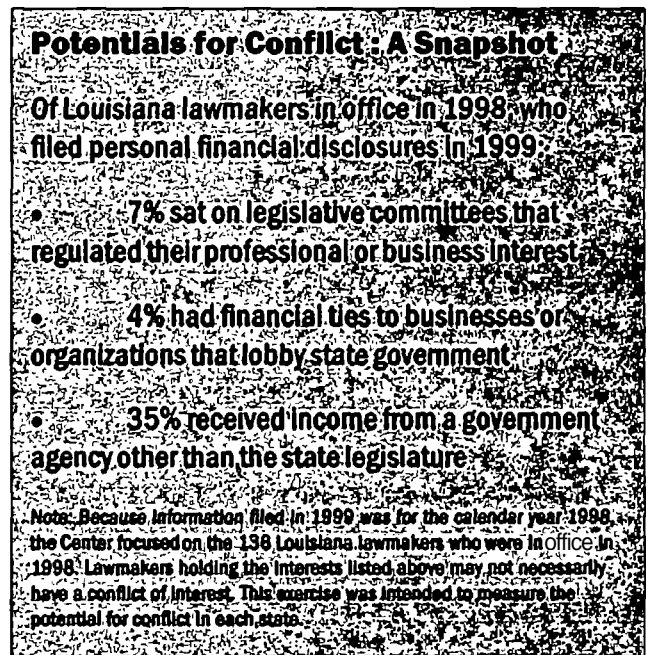 Potentials for Conflict : A Snapshot
Of Louisiana lawmakers in office in 1998 who
filed personal financial disclosures in 1999:
• 7% sat on legislative committees that
regulated their professional or business interest
• 4% had financial ties to businesses or
organizations that lobby state government
• 35% received income from a government
agency other than the state legislature
Note: Because information filed in 1999 was for the calendar year 1998,
the Center focused on the 136 Louisiana lawmakers who were in office in
1998. Lawmakers holding the interests listed above may not necessarily
have a conflict of interest. This exercise was intended to measure the
potential for conflict in each state.